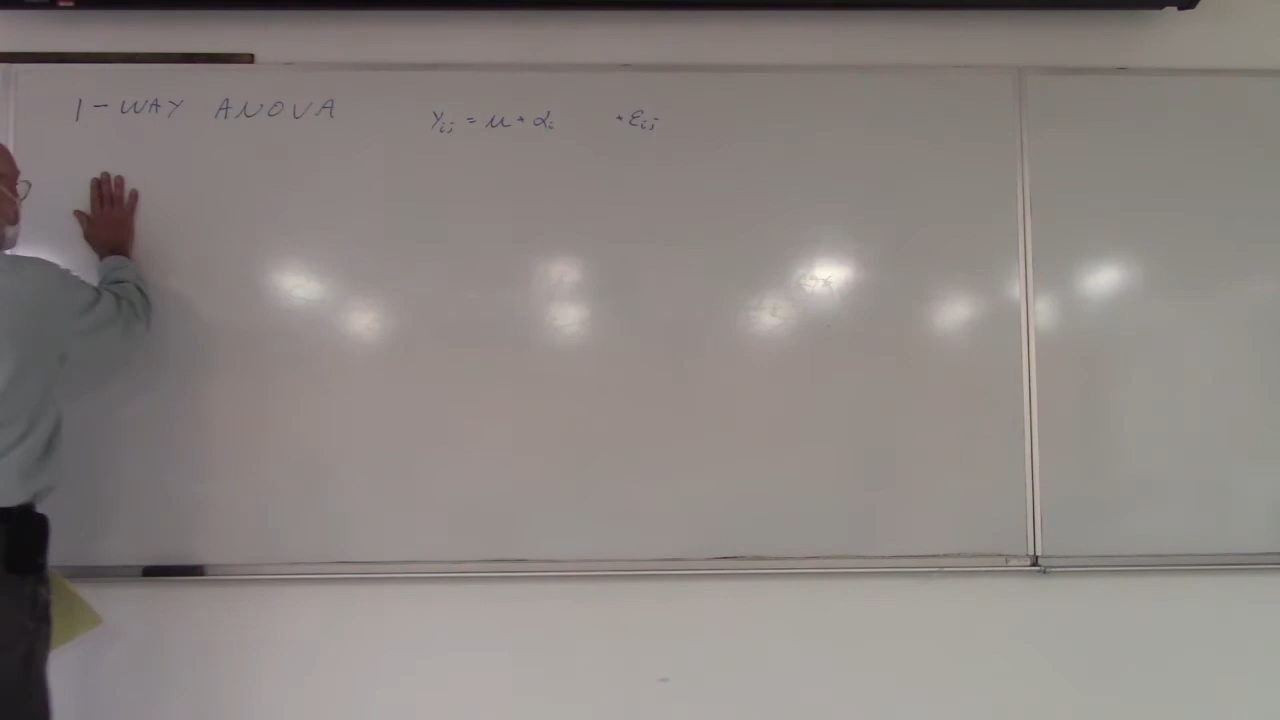 1-WAY ANOVA Yij = μ + αi + εij